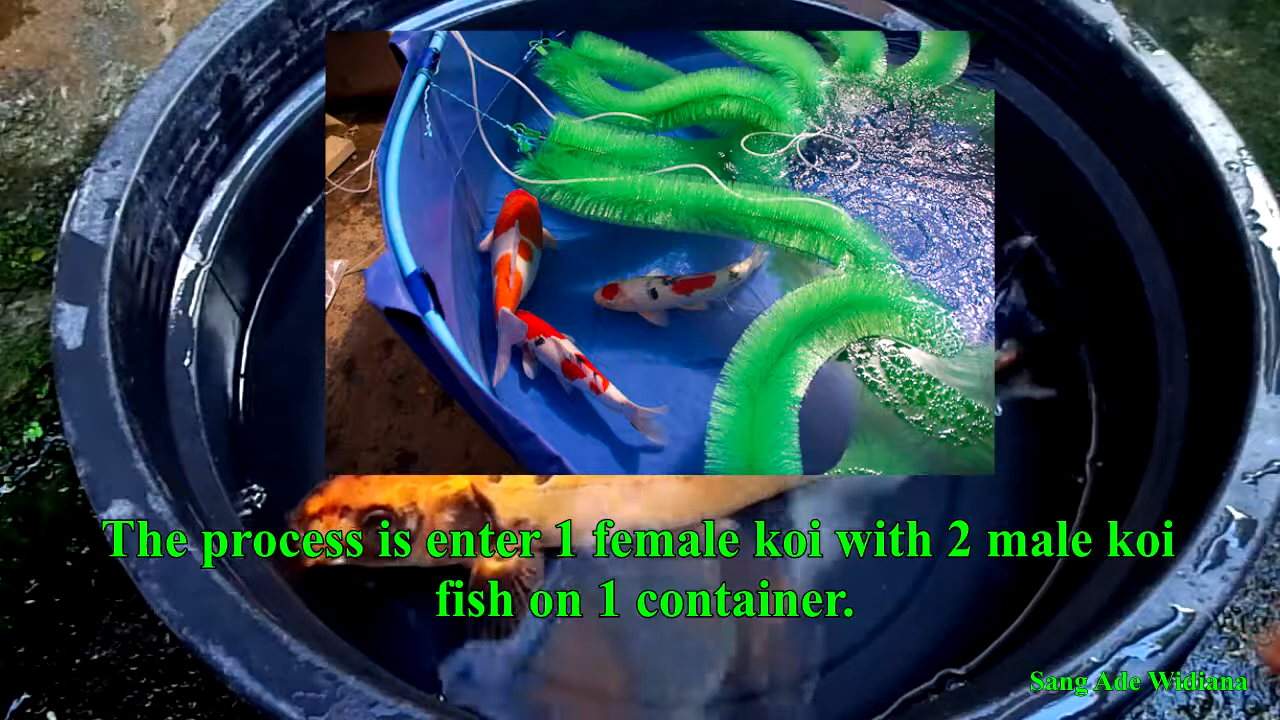 The process is enter 1 female koi with 2 male koi
fish on 1 container.
Sang Ade Widiana